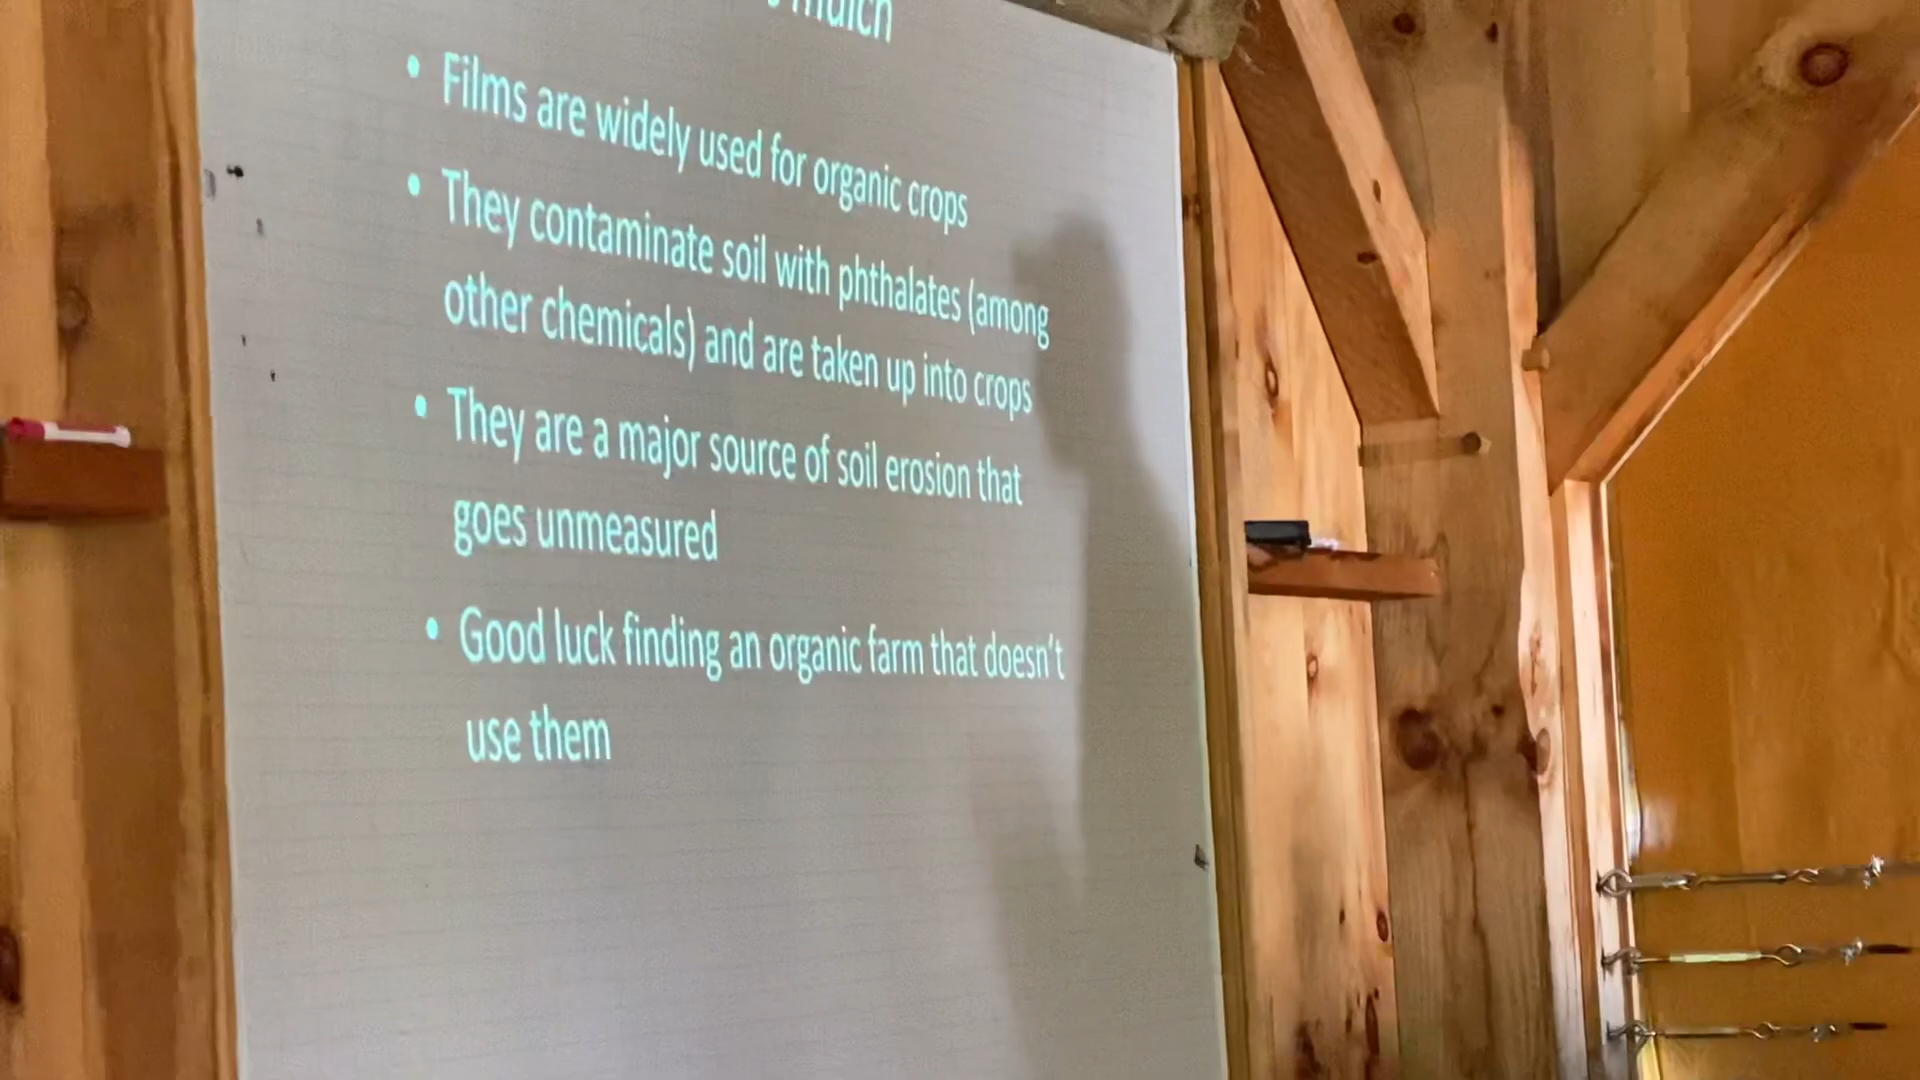 mulch
• Films are widely used for organic crops
• They contaminate soil with phthalates (among
other chemicals) and are taken up into crops
• They are a major source of soil erosion that
goes unmeasured
• Good luck finding an organic farm that doesn't
use them